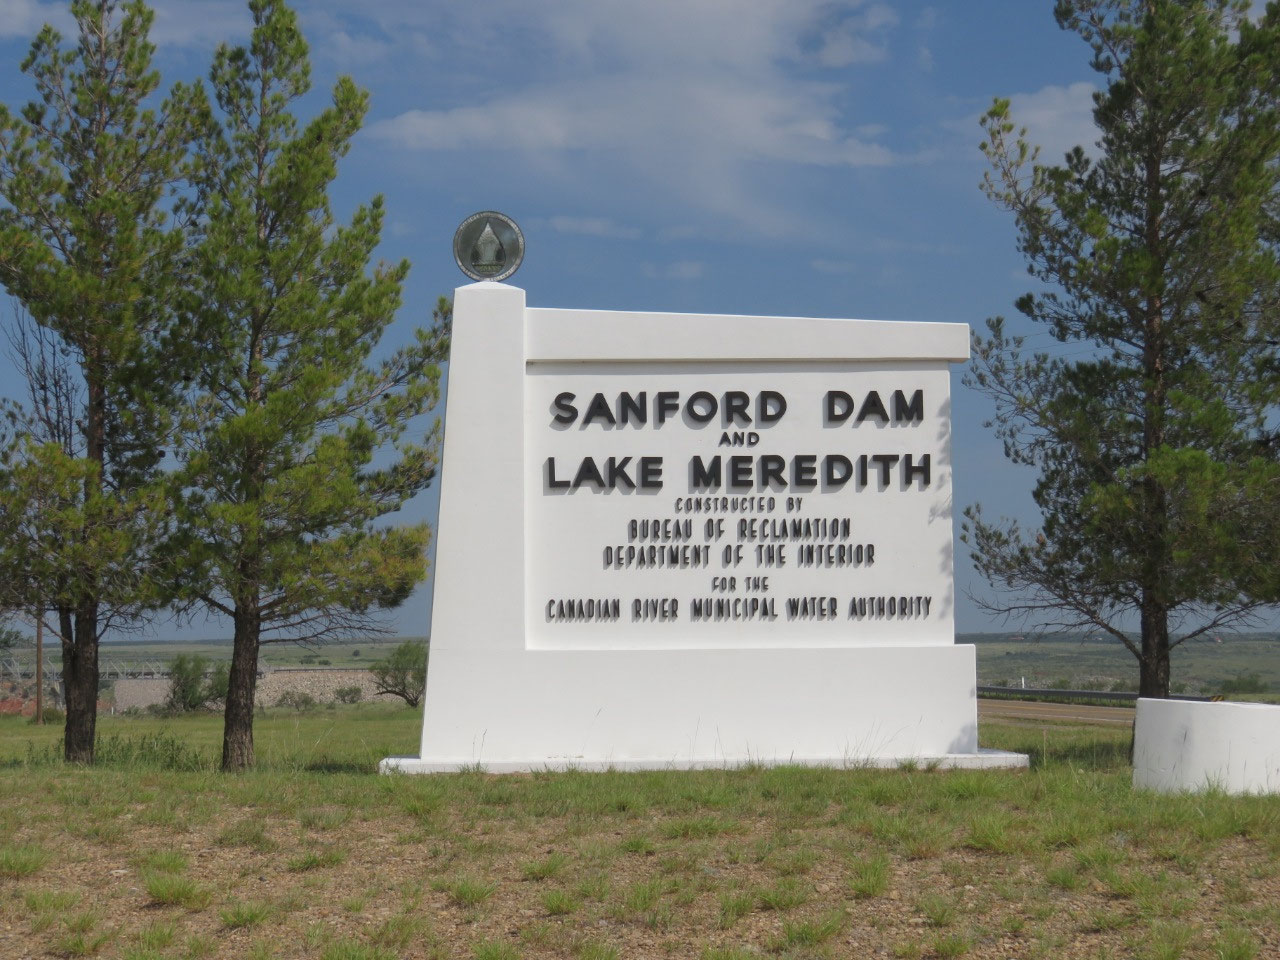 SANFORD DAM
AND
LAKE MEREDITH
CONSTRUCTED BY
BUREAU OF RECLAMATION
DEPARTMENT OF THE INTERIOR
FOR THE
CANADIAN RIVER MUNICIPAL WATER AUTHORITY